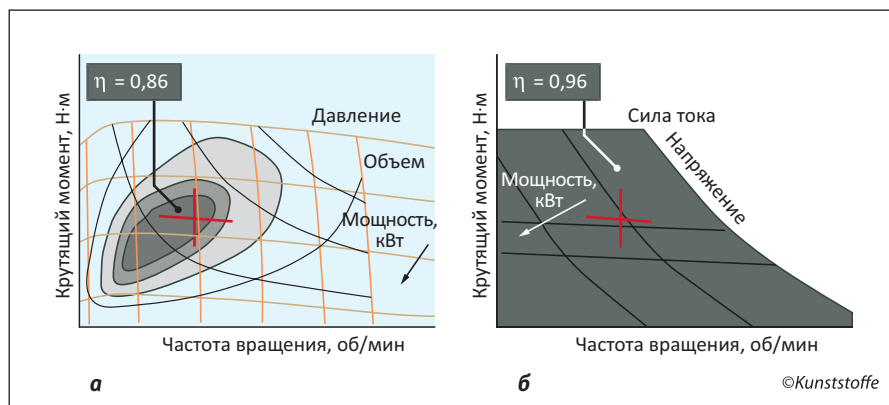 η = 0,86
Давление
Объем
Мощность,
кВт
Крутящий момент, Н·м
Частота вращения, об/мин
а
η = 0,96
Сила тока
Напряжение
Мощность,
кВт
Крутящий момент, Н·м
Частота вращения, об/мин
б
©Kunststoffe